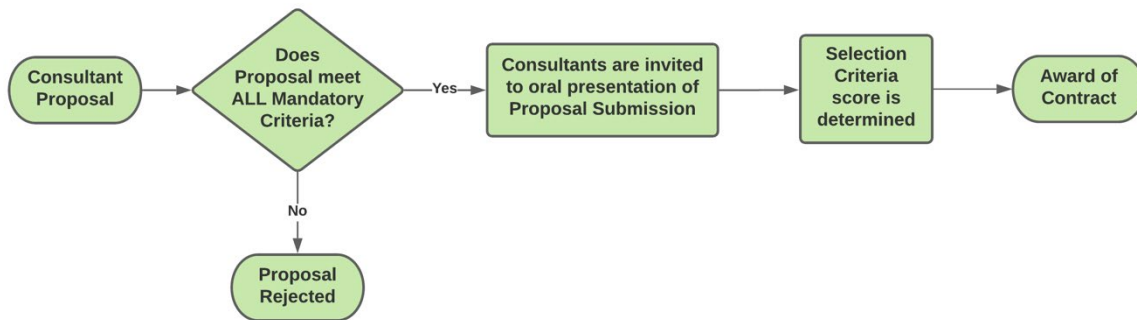 Consultant
Proposal
Does
Proposal meet
ALL Mandatory
Criteria?
Yes
Consultants are invited
to oral presentation of
Proposal Submission
Selection
Criteria
score is
determined
Award of
Contract
No
Proposal
Rejected